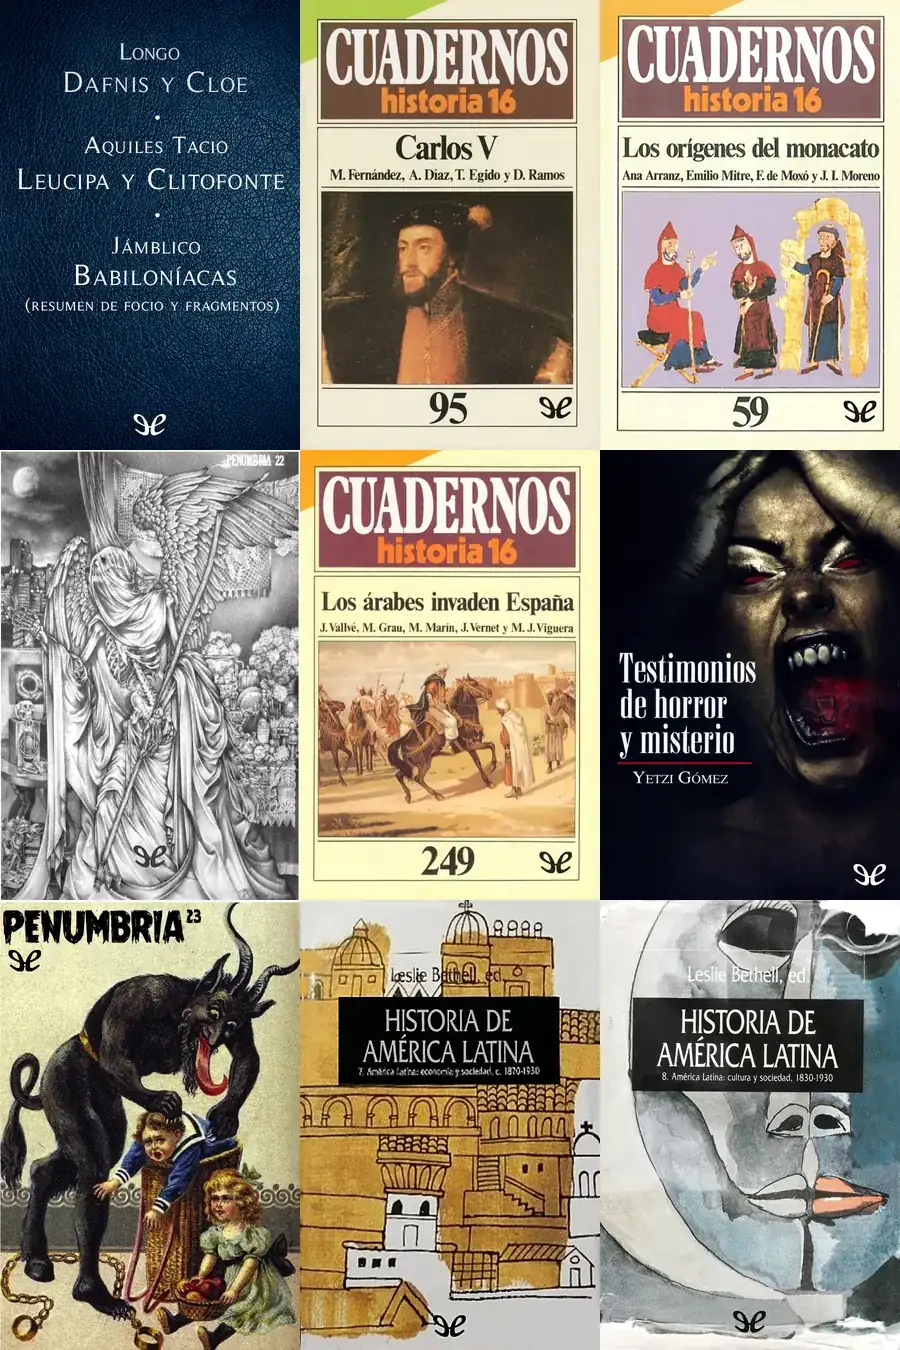 LONGO
DAFNIS Y CLOE
•
AQUILES TACIO
LEUCIPA Y CLITOFONTE
•
JÁMBLICO
BABILONÍACAS
(RESUMEN DE FOCIO Y FRAGMENTOS)
CUADERNOS
historia 16
Carlos V
M. Fernández, A. Díaz, T. Egido y D. Ramos
95
CUADERNOS
historia 16
Los orígenes del monacato
Ana Arranz, Emilio Mitre, F. de Moxó y J. I. Moreno
59
PENUMBRIA 22
CUADERNOS
historia 16
Los árabes invaden España
J. Vallvé, M. Grau, M. Marín, J. Vernet y M. J. Viguera
249
Testimonios
de horror
y misterio
YETZI GÓMEZ
PENUMBRIA 23
Leslie Bethell, ed.
HISTORIA DE
AMÉRICA LATINA
7. América Latina: economía y sociedad, c. 1870-1930
Leslie Bethell, ed.
HISTORIA DE
AMÉRICA LATINA
8. América Latina: cultura y sociedad, 1830-1930